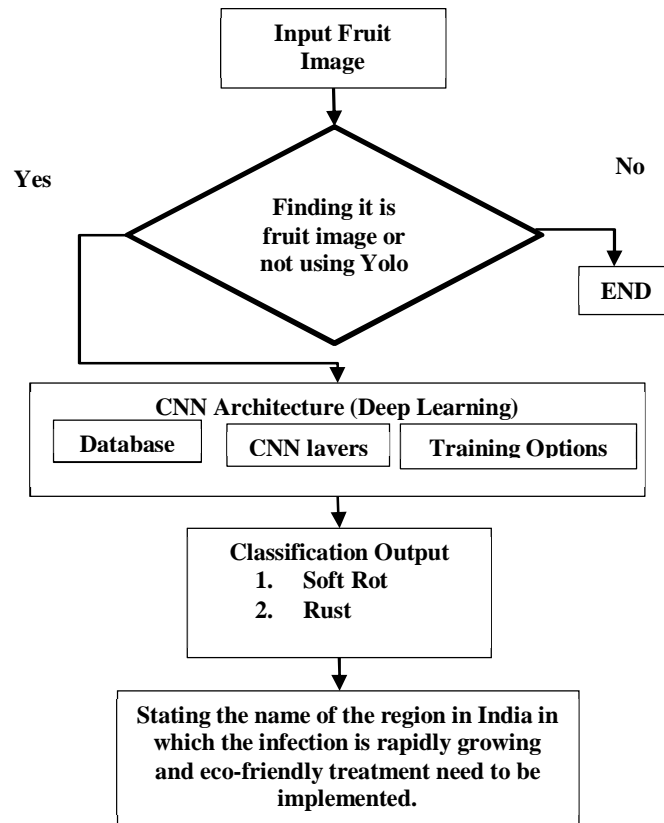 Input Fruit
Image
Yes
No
Finding it is
fruit image or
not using Yolo
END
CNN Architecture (Deep Learning)
Database
CNN layers
Training Options
Classification Output
1. Soft Rot
2. Rust
Stating the name of the region in India in
which the infection is rapidly growing
and eco-friendly treatment need to be
implemented.